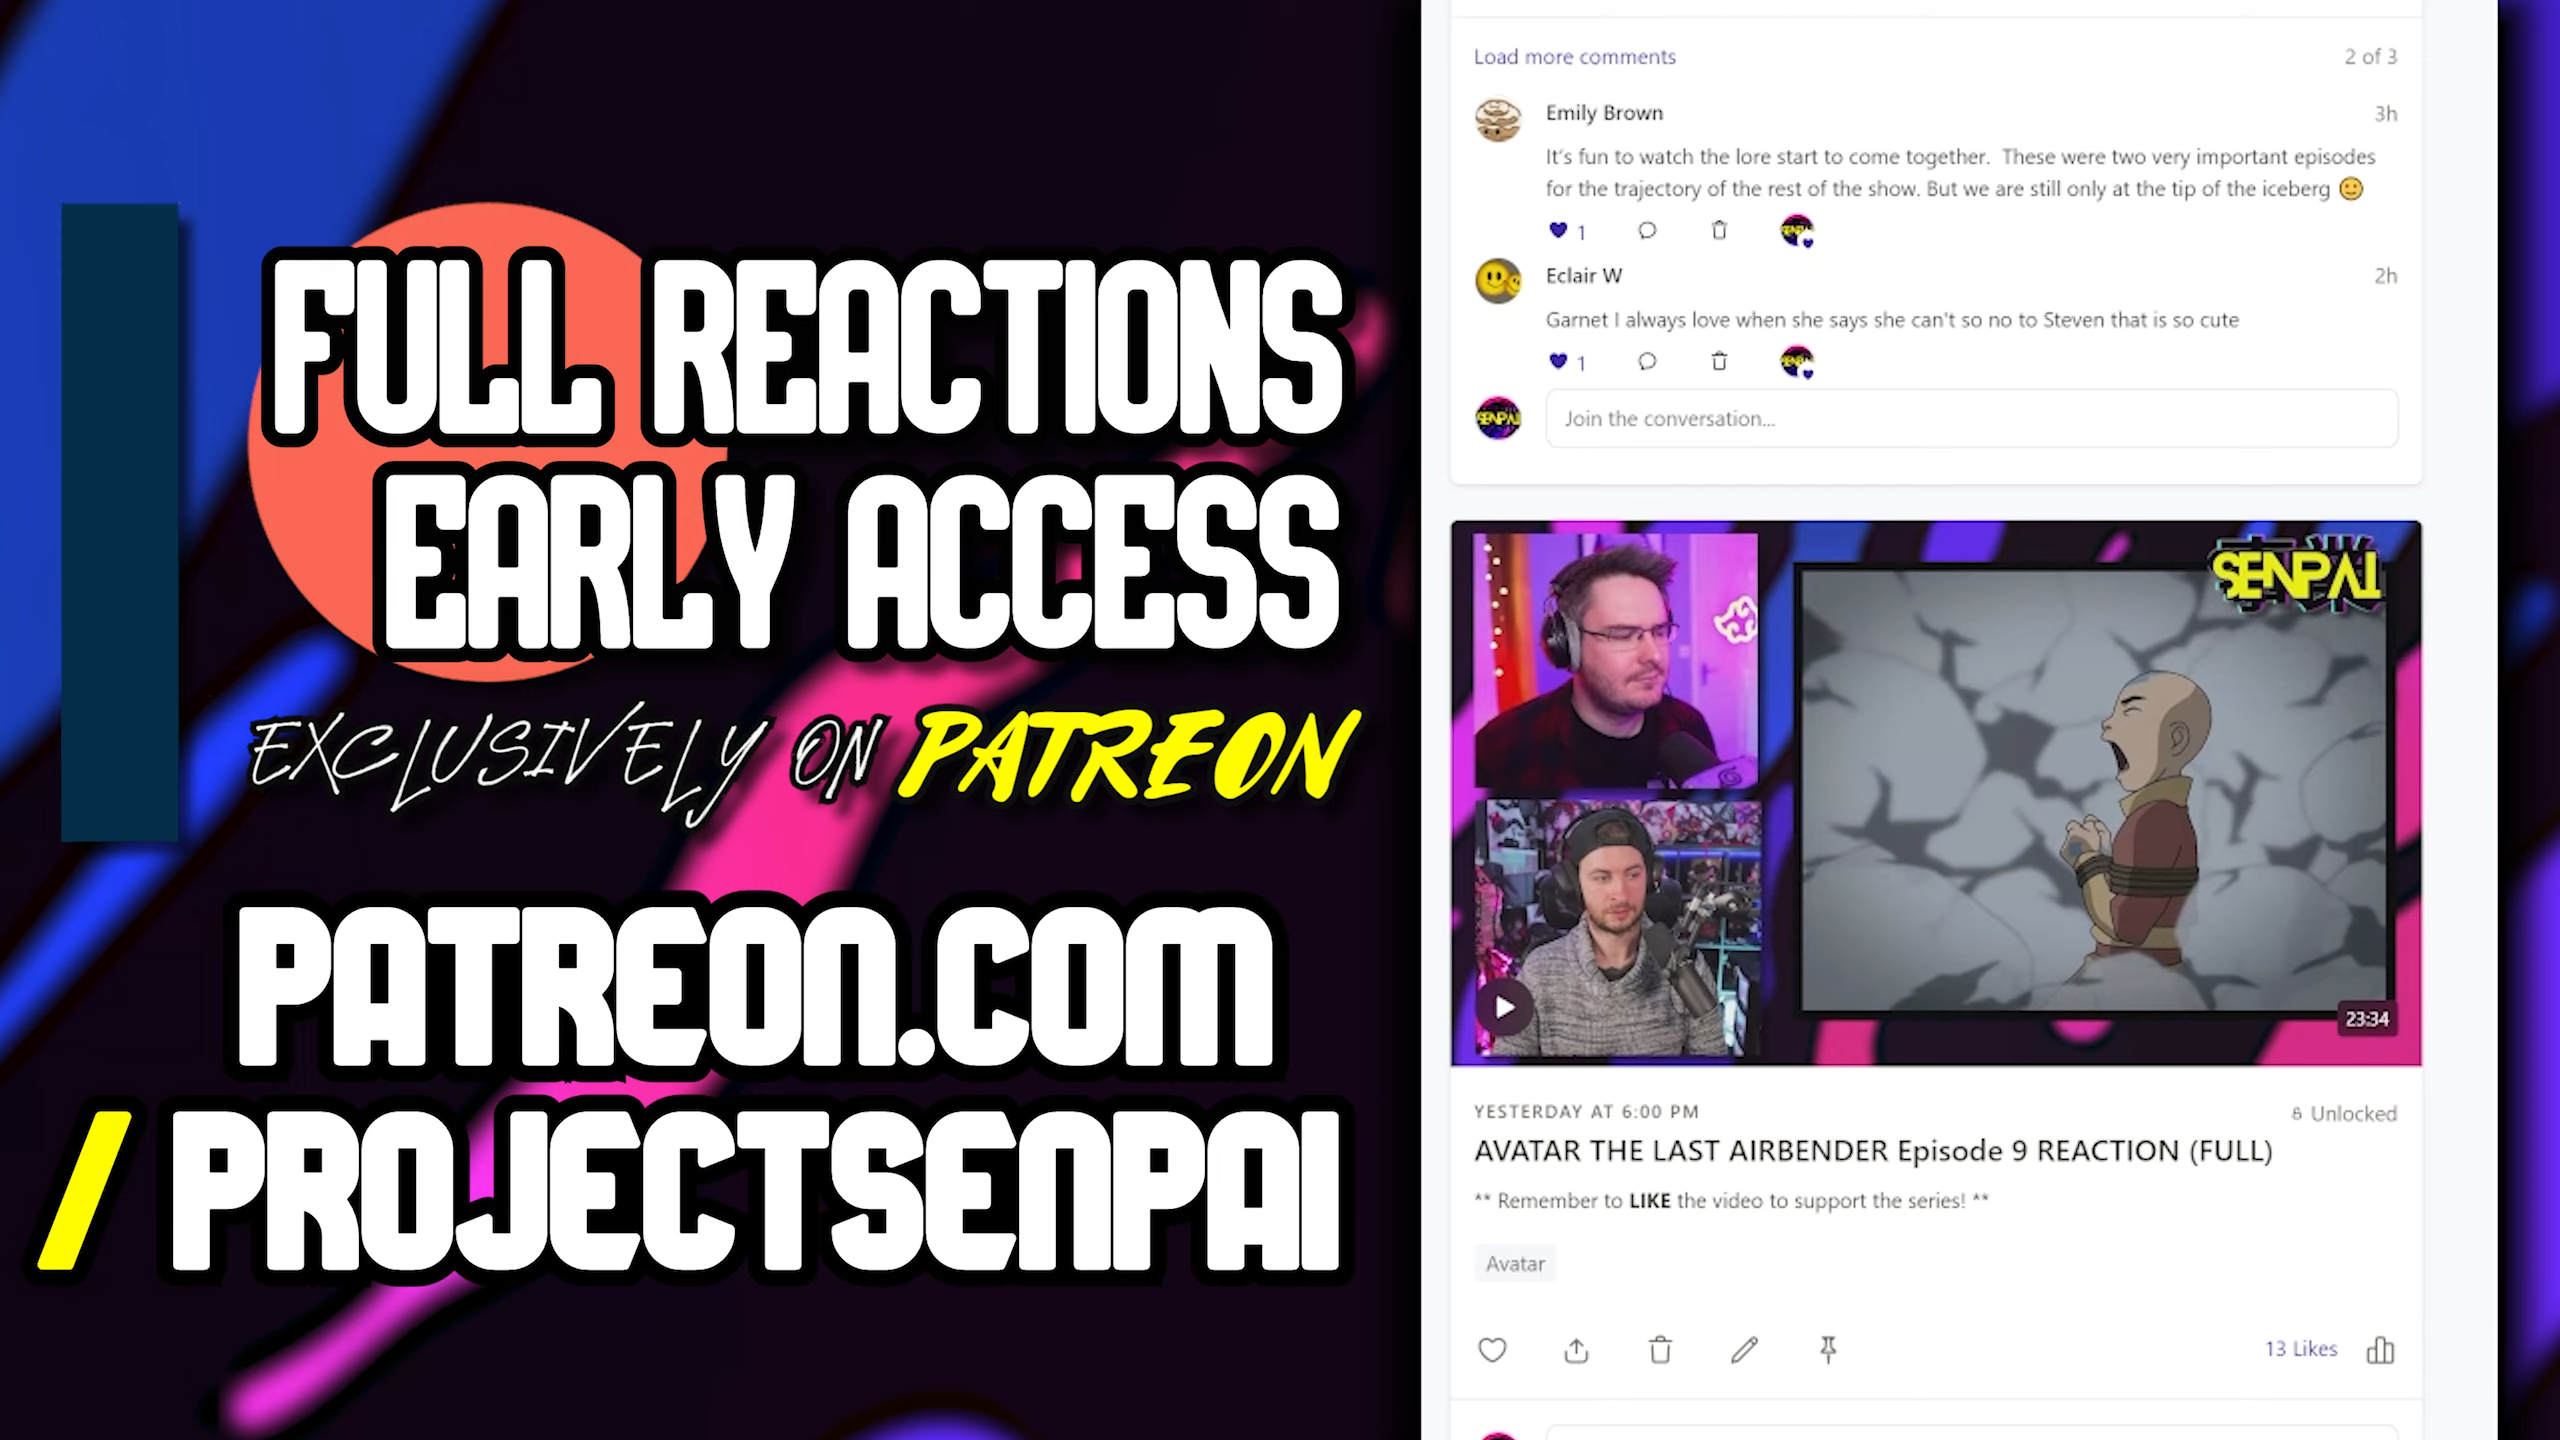 FULL REACTIONS
EARLY ACCESS
EXCLUSIVELY ON PATREON
PATREON.COM
/ PROJECTSENPAI
Load more comments
2 of 3
Emily Brown
3h
It's fun to watch the lore start to come together. These were two very important episodes
for the trajectory of the rest of the show. But we are still only at the tip of the iceberg
1
Eclair W
2h
Garnet I always love when she says she can't so no to Steven that is so cute
1
SENPAI
Join the conversation...
SENPAI
23:34
YESTERDAY AT 6:00 PM
Unlocked
AVATAR THE LAST AIRBENDER Episode 9 REACTION (FULL)
** Remember to LIKE the video to support the series! **
Avatar
13 Likes